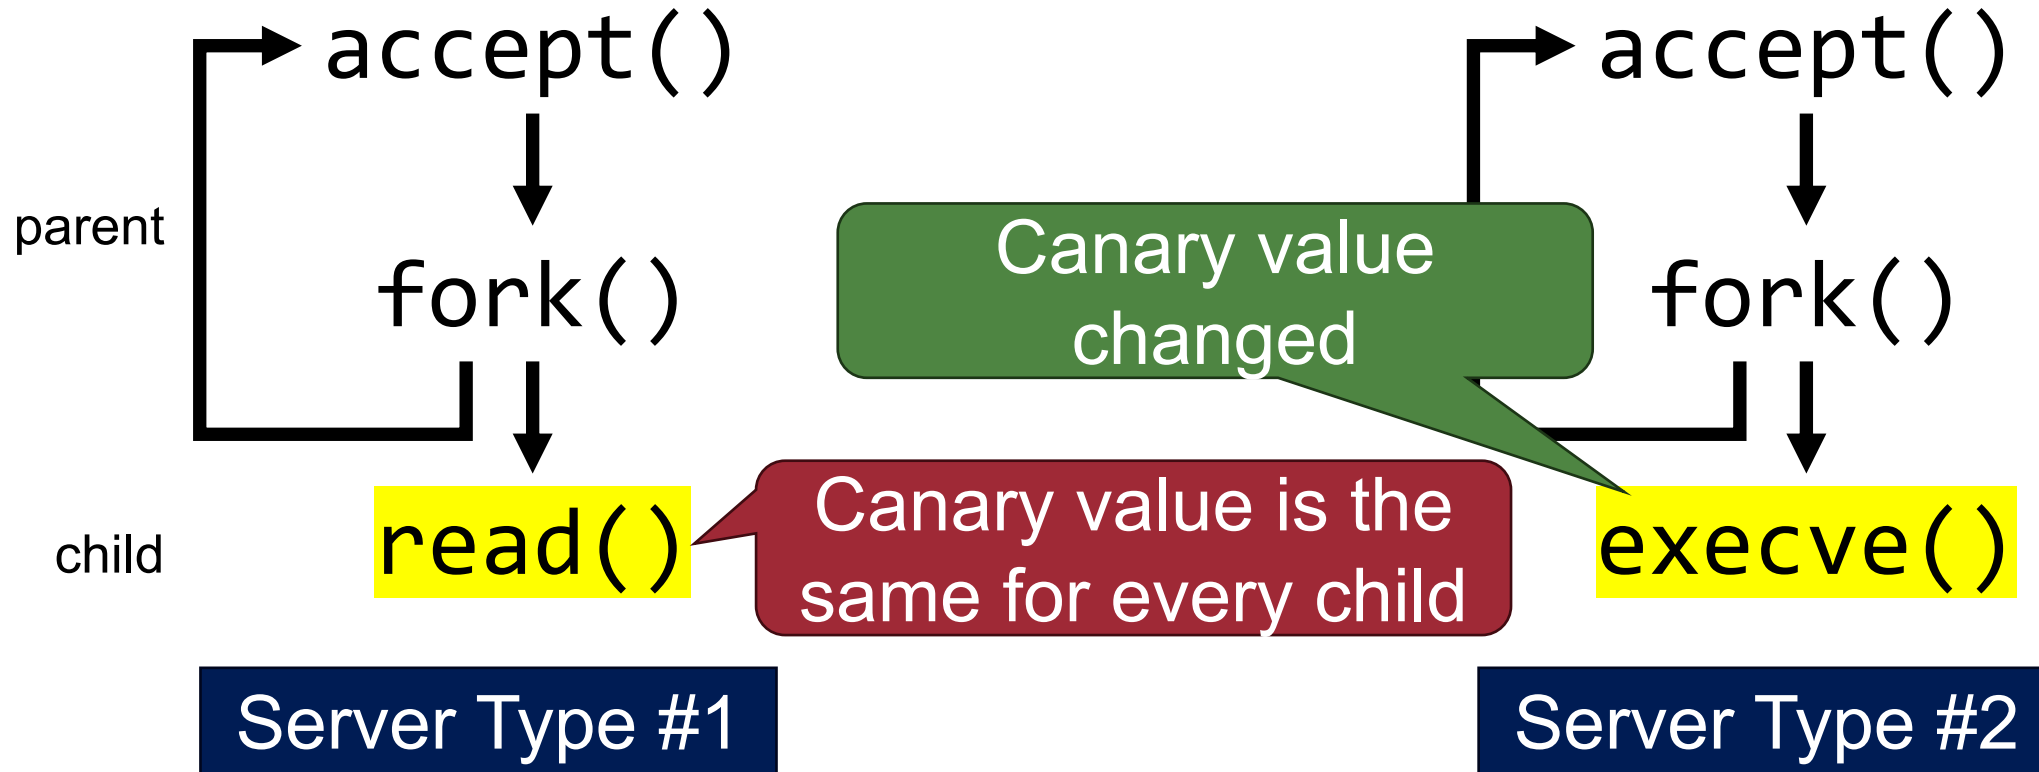 accept()
accept()
parent
Canary value
changed
fork()
fork()
child
read()
Canary value is the
same for every child
execve()
Server Type #1
Server Type #2